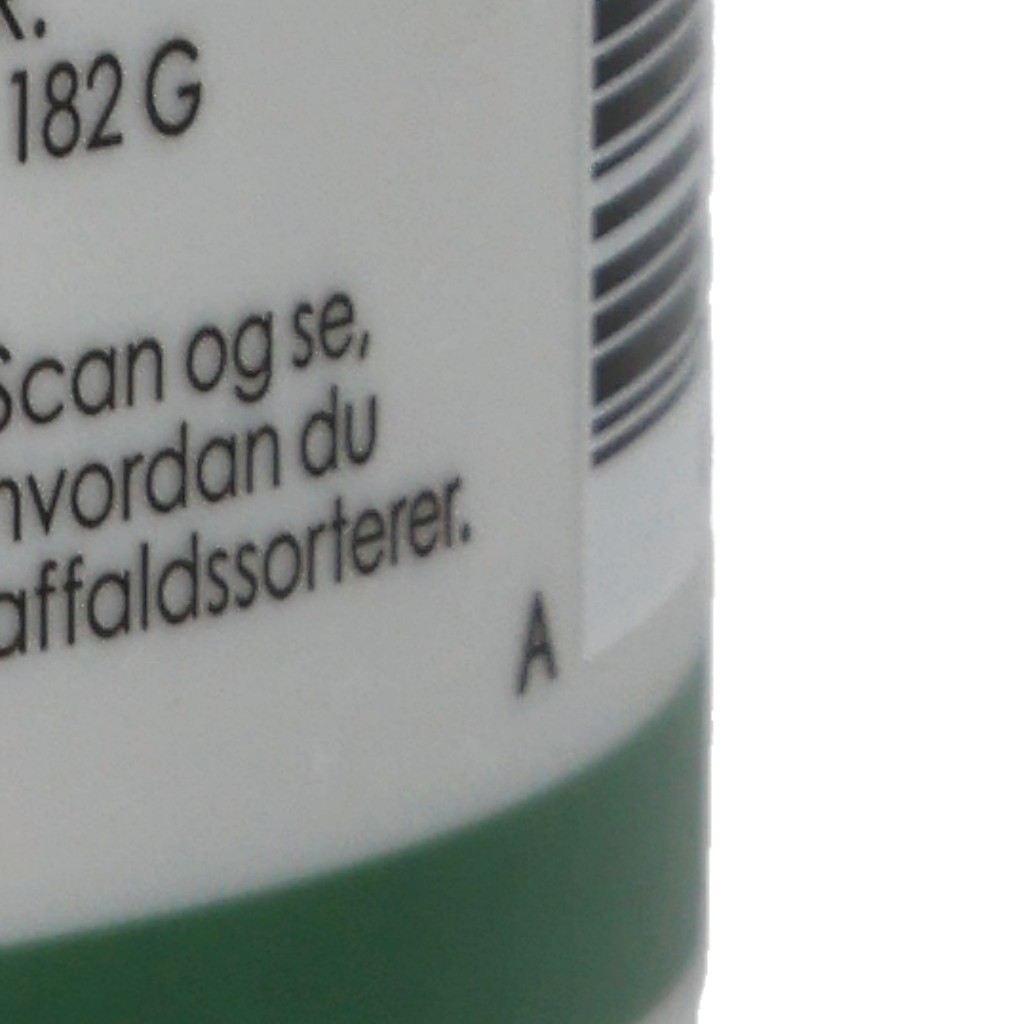 182 G
Scan og se,
hvordan du
affaldssorterer.
A